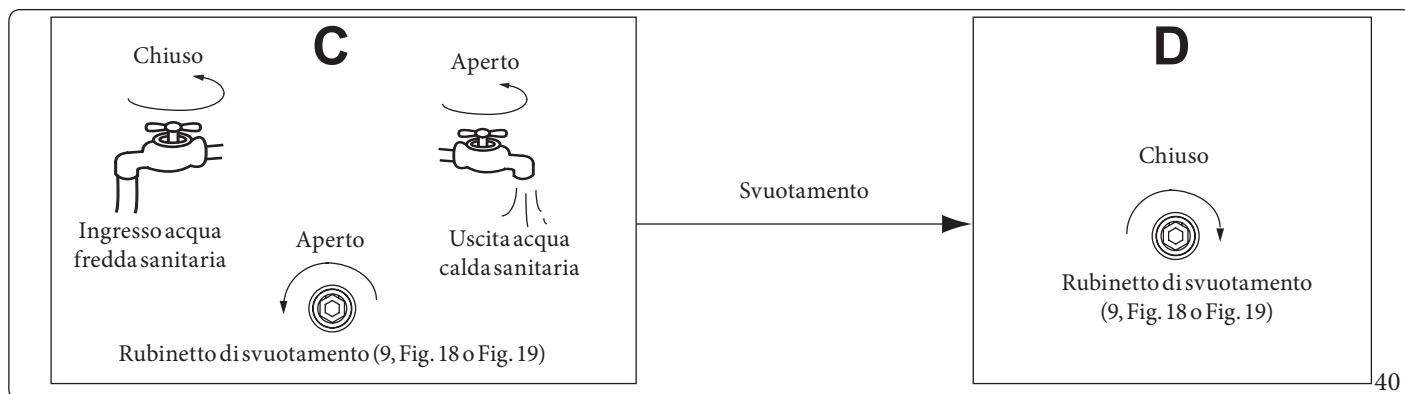 C
Chiuso
Aperto
Ingresso acqua
fredda sanitaria
Aperto
Uscita acqua
calda sanitaria
Rubinetto di svuotamento (9, Fig. 18 o Fig. 19)
Svuotamento
D
Chiuso
Rubinetto di svuotamento
(9, Fig. 18 o Fig. 19)
40